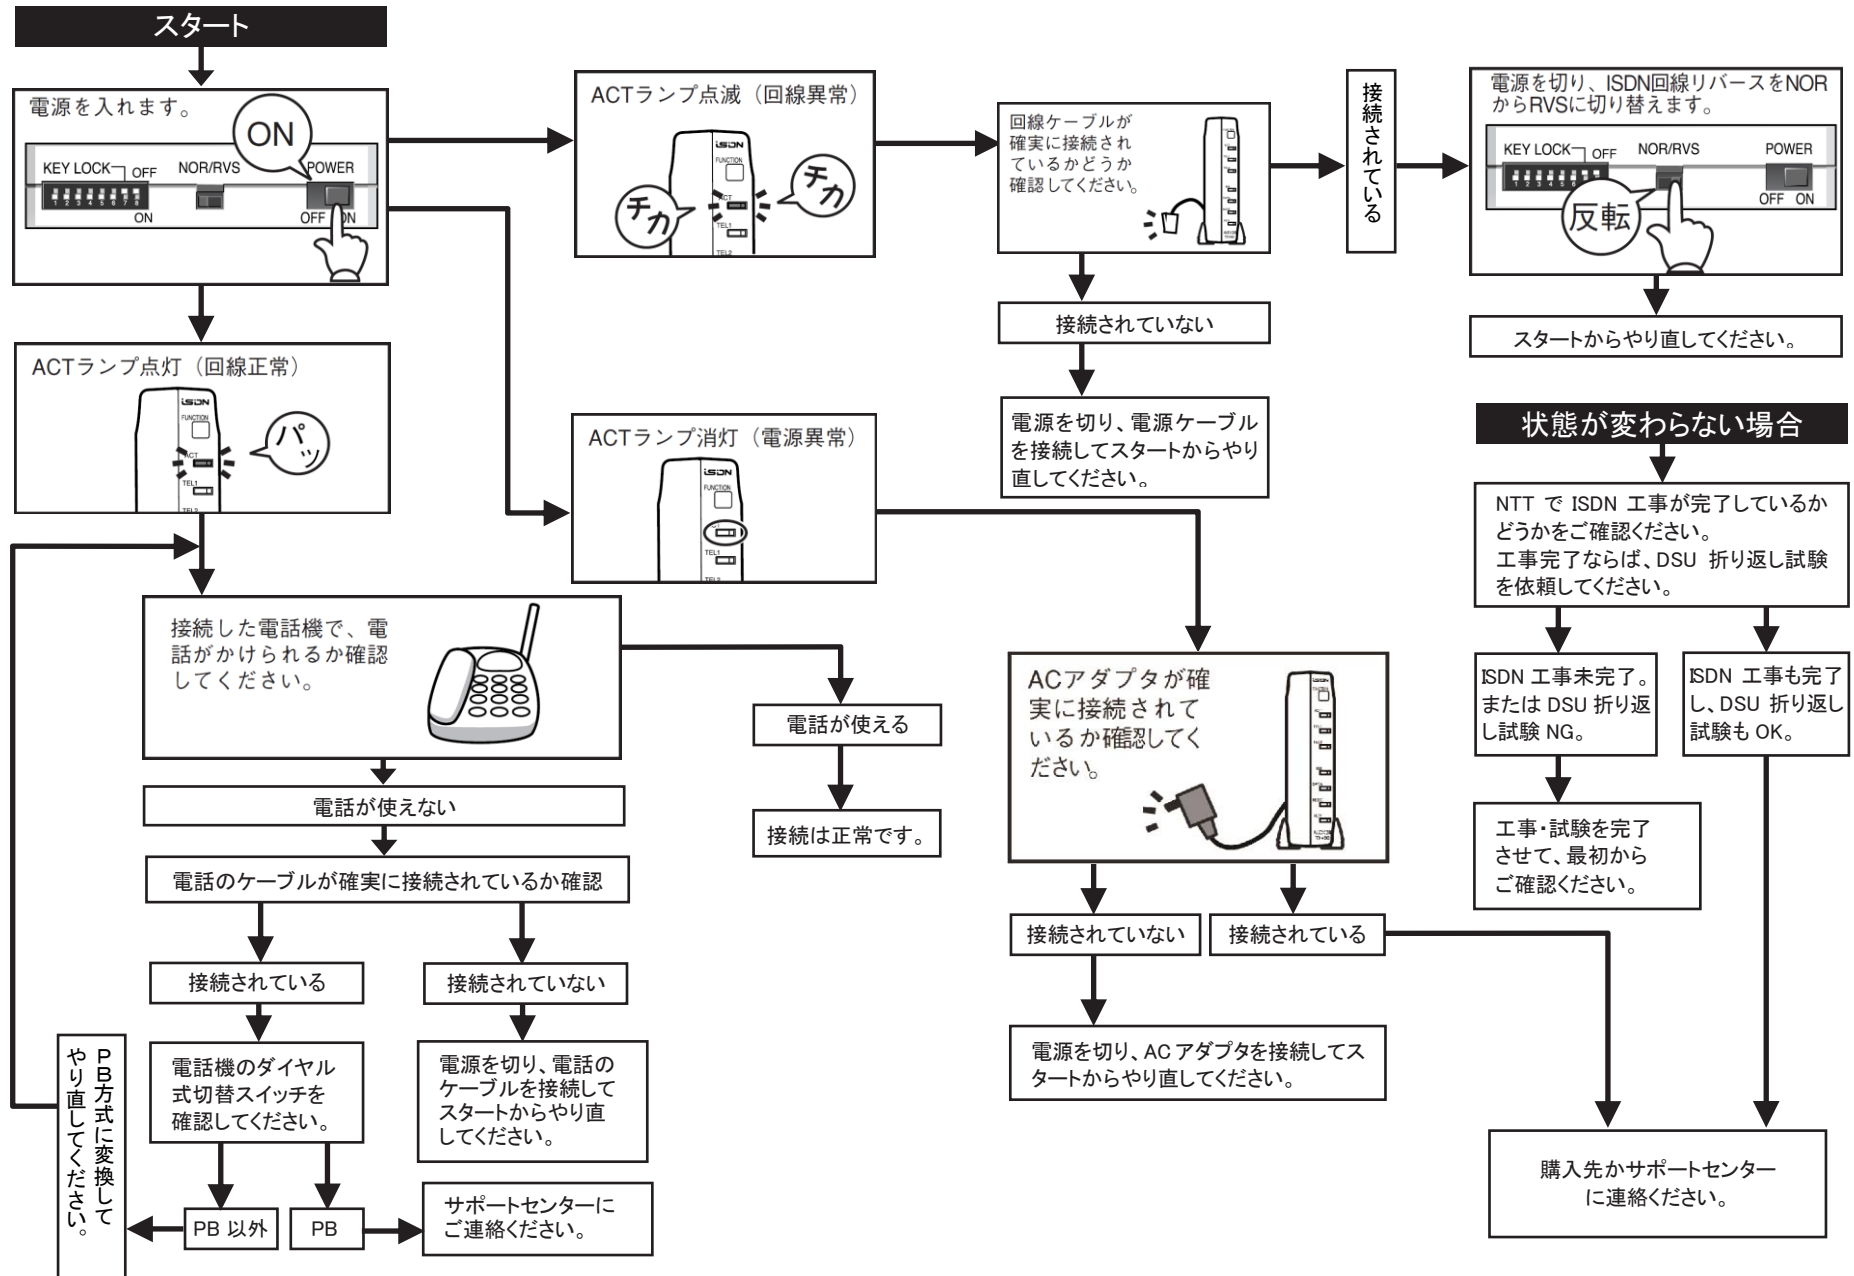 スタート
電源を入れます。
ON
KEY LOCK
OFF
NOR/RVS
POWER
1 2 3 4 5 6 7 8
ON
OFF ON
ACTランプ点滅（回線異常）
ISDN
FUNCTION
ACT
TEL1
TEL2
チカ
チカ
回線ケーブルが
確実に接続され
ているかどうか
確認してください。
接続されている
電源を切り、ISDN回線リバースをNOR
からRVSに切り替えます。
KEY LOCK
OFF
NOR/RVS
POWER
反転
OFF ON
接続されていない
スタートからやり直してください。
電源を切り、電源ケーブル
を接続してスタートからやり
直してください。
ACTランプ点灯（回線正常）
ISDN
FUNCTION
ACT
TEL1
TEL2
パッ
ACTランプ消灯（電源異常）
ISDN
FUNCTION
TEL1
TEL2
状態が変わらない場合
NTT で ISDN 工事が完了しているか
どうかをご確認ください。
工事完了ならば、DSU 折り返し試験
を依頼してください。
ISDN 工事未完了。
または DSU 折り返
し試験 NG。
ISDN 工事も完了
し、DSU 折り返し
試験も OK。
工事・試験を完了
させて、最初から
ご確認ください。
接続した電話機で、電
話がかけられるか確認
してください。
電話が使える
接続は正常です。
電話が使えない
電話のケーブルが確実に接続されているか確認
接続されている
接続されていない
電話機のダイヤル
式切替スイッチを
確認してください。
電源を切り、電話の
ケーブルを接続して
スタートからやり直
してください。
PB方式に変換して
やり直してください。
PB 以外
PB
サポートセンターに
ご連絡ください。
ACアダプタが確
実に接続されて
いるか確認してく
ださい。
ISDN
接続されていない
接続されている
電源を切り、AC アダプタを接続してス
タートからやり直してください。
購入先かサポートセンター
に連絡ください。